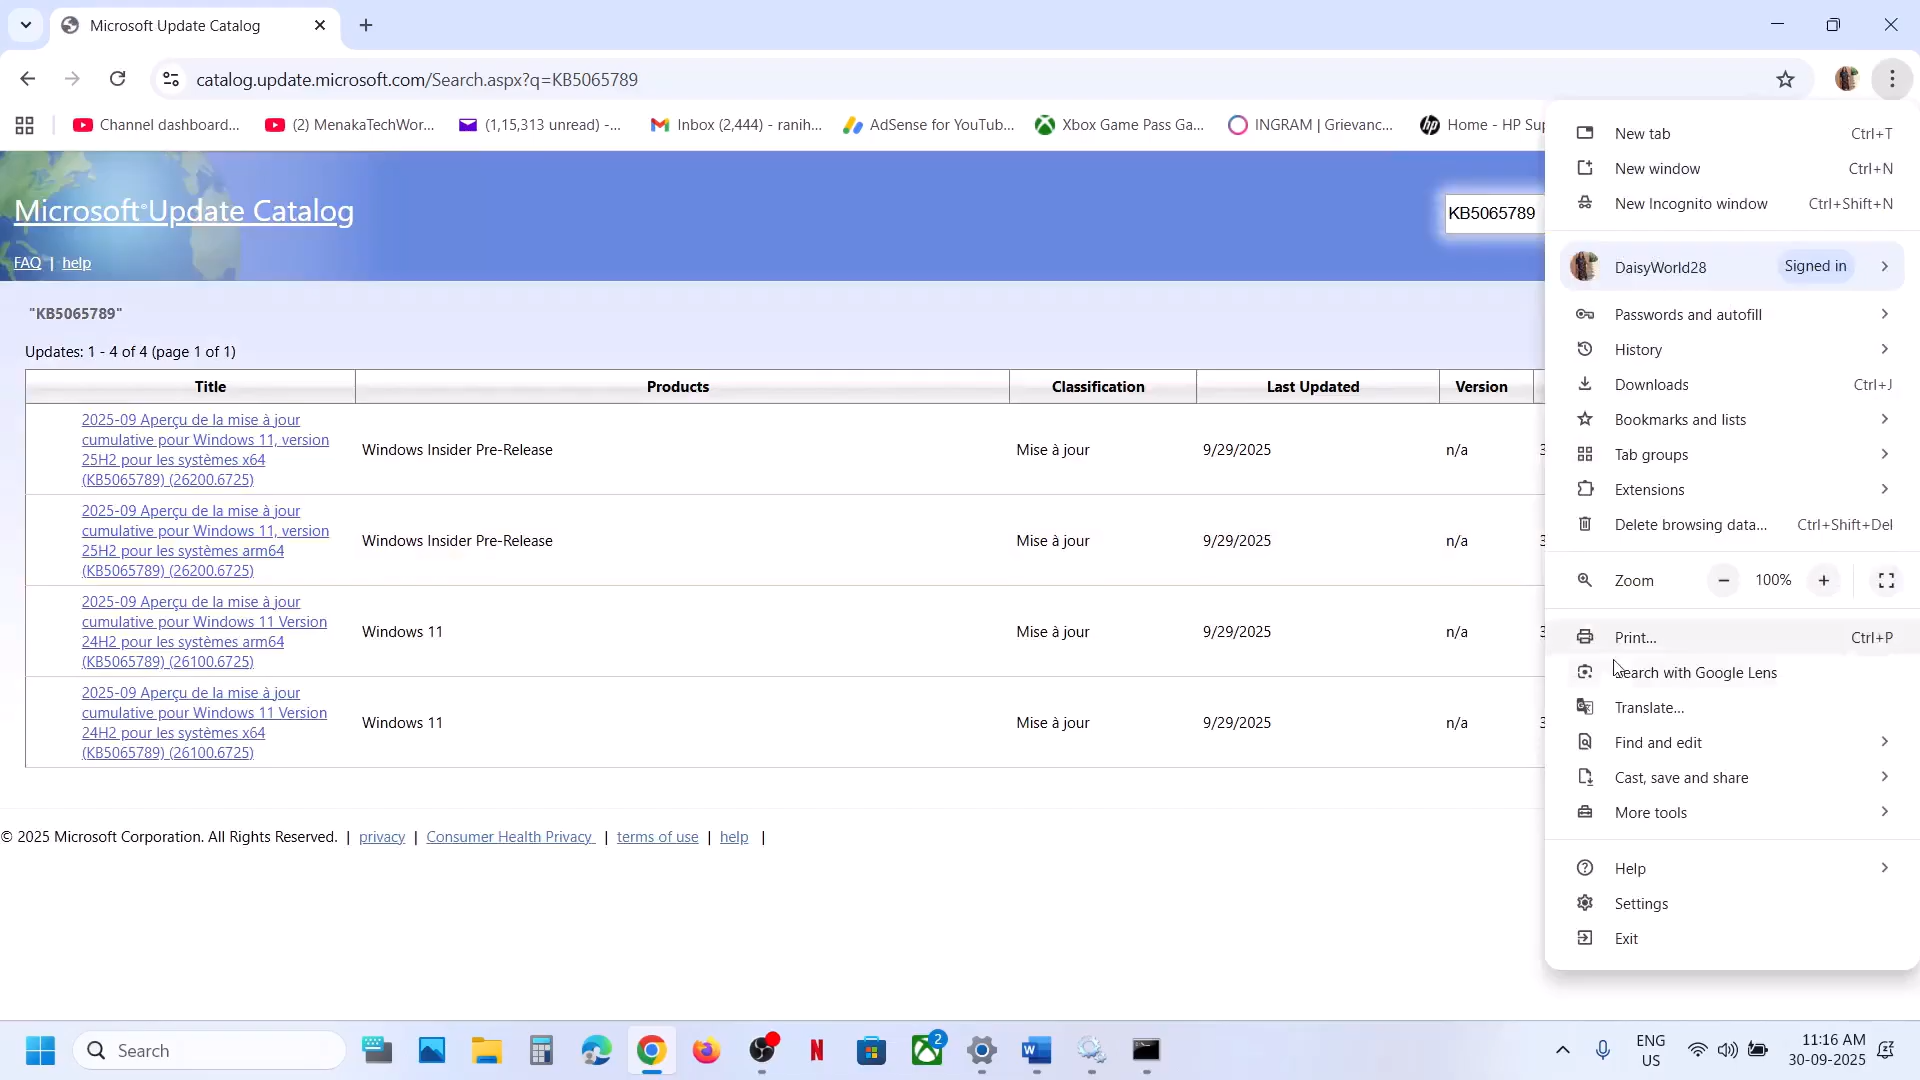 Microsoft Update Catalog
catalog.update.microsoft.com/Search.aspx?q=KB5065789
Channel dashboard...
(2) MenakaTechWor...
(1,15,313 unread) -...
Inbox (2,444) - ranih...
AdSense for YouTub...
Xbox Game Pass Ga...
INGRAM | Grievanc...
Home - HP Sup
Microsoft Update Catalog
KB5065789
FAQ | help
"KB5065789"
Updates: 1 - 4 of 4 (page 1 of 1)
Title Products Classification Last Updated Version
2025-09 Aperçu de la mise à jour
cumulative pour Windows 11, version
25H2 pour les systèmes x64
(KB5065789) (26200.6725)
Windows Insider Pre-Release
Mise à jour
9/29/2025
n/a
3
2025-09 Aperçu de la mise à jour
cumulative pour Windows 11, version
25H2 pour les systèmes arm64
(KB5065789) (26200.6725)
Windows Insider Pre-Release
Mise à jour
9/29/2025
n/a
3
2025-09 Aperçu de la mise à jour
cumulative pour Windows 11 Version
24H2 pour les systèmes arm64
(KB5065789) (26100.6725)
Windows 11
Mise à jour
9/29/2025
n/a
3
2025-09 Aperçu de la mise à jour
cumulative pour Windows 11 Version
24H2 pour les systèmes x64
(KB5065789) (26100.6725)
Windows 11
Mise à jour
9/29/2025
n/a
3
© 2025 Microsoft Corporation. All Rights Reserved. | privacy | Consumer Health Privacy | terms of use | help |
New tab Ctrl+T
New window Ctrl+N
New Incognito window Ctrl+Shift+N
DaisyWorld28 Signed in
Passwords and autofill
History
Downloads Ctrl+J
Bookmarks and lists
Tab groups
Extensions
Delete browsing data... Ctrl+Shift+Del
Zoom − 100% +
Print... Ctrl+P
Search with Google Lens
Translate...
Find and edit
Cast, save and share
More tools
Help
Settings
Exit
Search
2
ENG
US
11:16 AM
30-09-2025